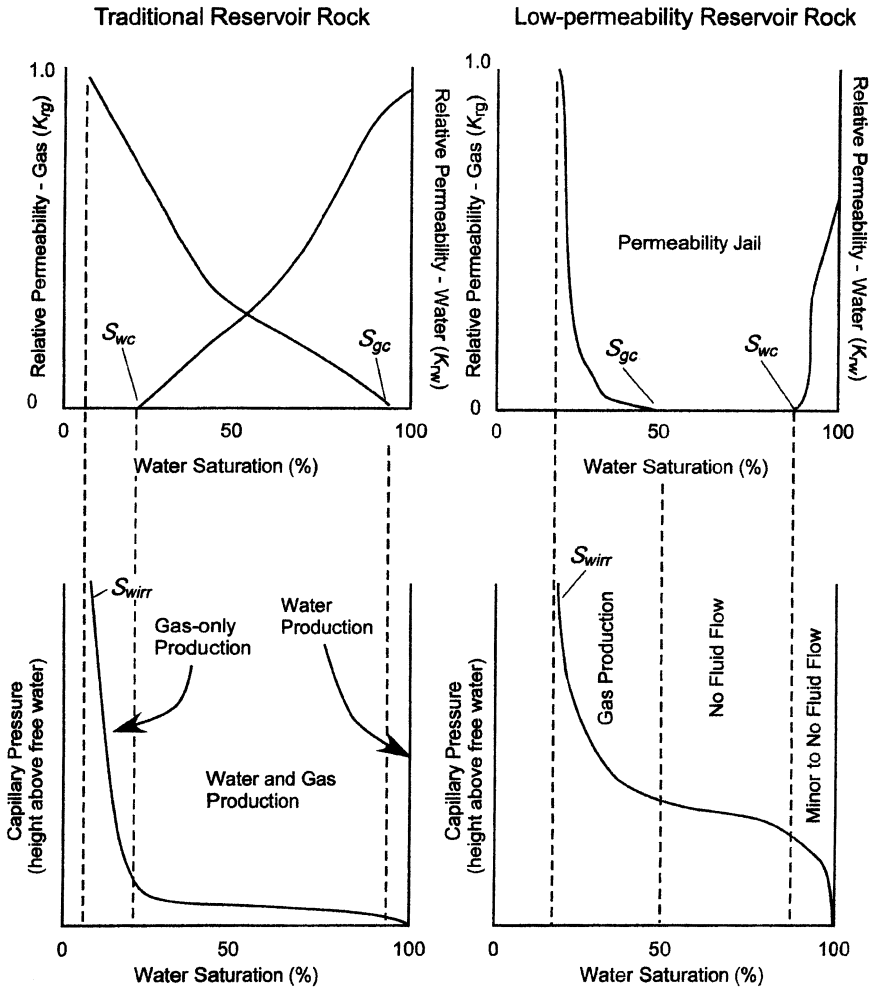 Traditional Reservoir Rock
Low-permeability Reservoir Rock
1.0
Relative Permeability - Gas (Krg)
0
Swc
Sgc
Relative Permeability - Water (Krw)
0
50
100
Water Saturation (%)
1.0
Relative Permeability - Gas (Krg)
0
Permeability Jail
Sgc
Swc
Relative Permeability - Water (Krw)
0
50
100
Water Saturation (%)
Capillary Pressure
(height above free water)
Swirr
Gas-only
Production
Water
Production
Water and Gas
Production
0
50
100
Water Saturation (%)
Capillary Pressure
(height above free water)
Swirr
Gas Production
No Fluid Flow
Minor to No Fluid Flow
0
50
100
Water Saturation (%)